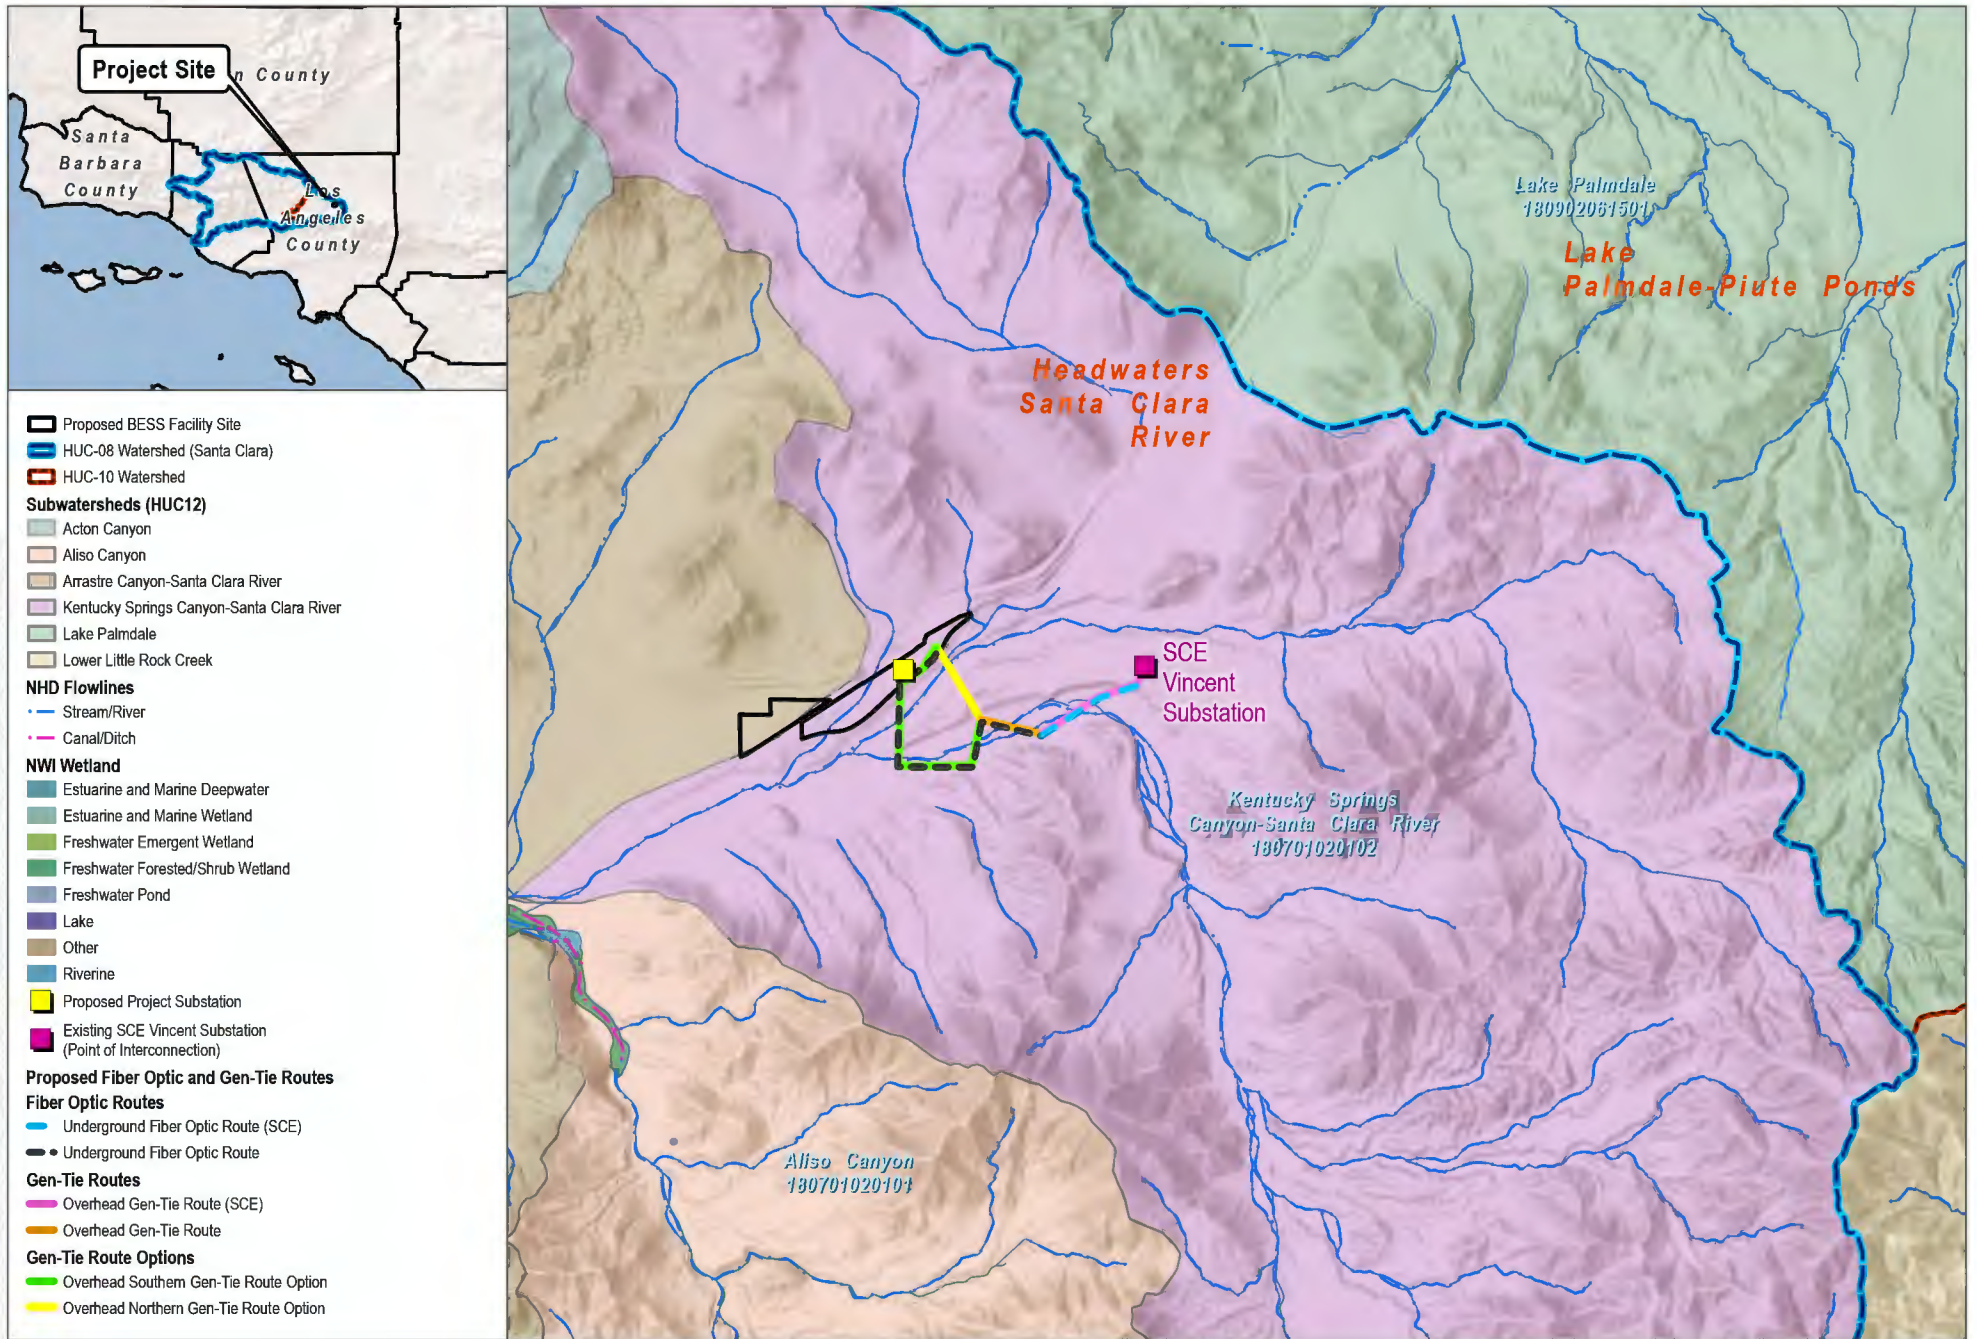 Project Site
n County
Santa
Barbara
County
Los
Angeles
County
Proposed BESS Facility Site
HUC-08 Watershed (Santa Clara)
HUC-10 Watershed
Subwatersheds (HUC12)
Acton Canyon
Aliso Canyon
Arrastre Canyon-Santa Clara River
Kentucky Springs Canyon-Santa Clara River
Lake Palmdale
Lower Little Rock Creek
NHD Flowlines
Stream/River
Canal/Ditch
NWI Wetland
Estuarine and Marine Deepwater
Estuarine and Marine Wetland
Freshwater Emergent Wetland
Freshwater Forested/Shrub Wetland
Freshwater Pond
Lake
Other
Riverine
Proposed Project Substation
Existing SCE Vincent Substation
(Point of Interconnection)
Proposed Fiber Optic and Gen-Tie Routes
Fiber Optic Routes
Underground Fiber Optic Route (SCE)
Underground Fiber Optic Route
Gen-Tie Routes
Overhead Gen-Tie Route (SCE)
Overhead Gen-Tie Route
Gen-Tie Route Options
Overhead Southern Gen-Tie Route Option
Overhead Northern Gen-Tie Route Option
Lake Palmdale
180902061501
Lake
Palmdale-Piute Ponds
Headwaters
Santa Clara
River
SCE
Vincent
Substation
Kentucky Springs
Canyon-Santa Clara River
180701020102
Aliso Canyon
180701020101